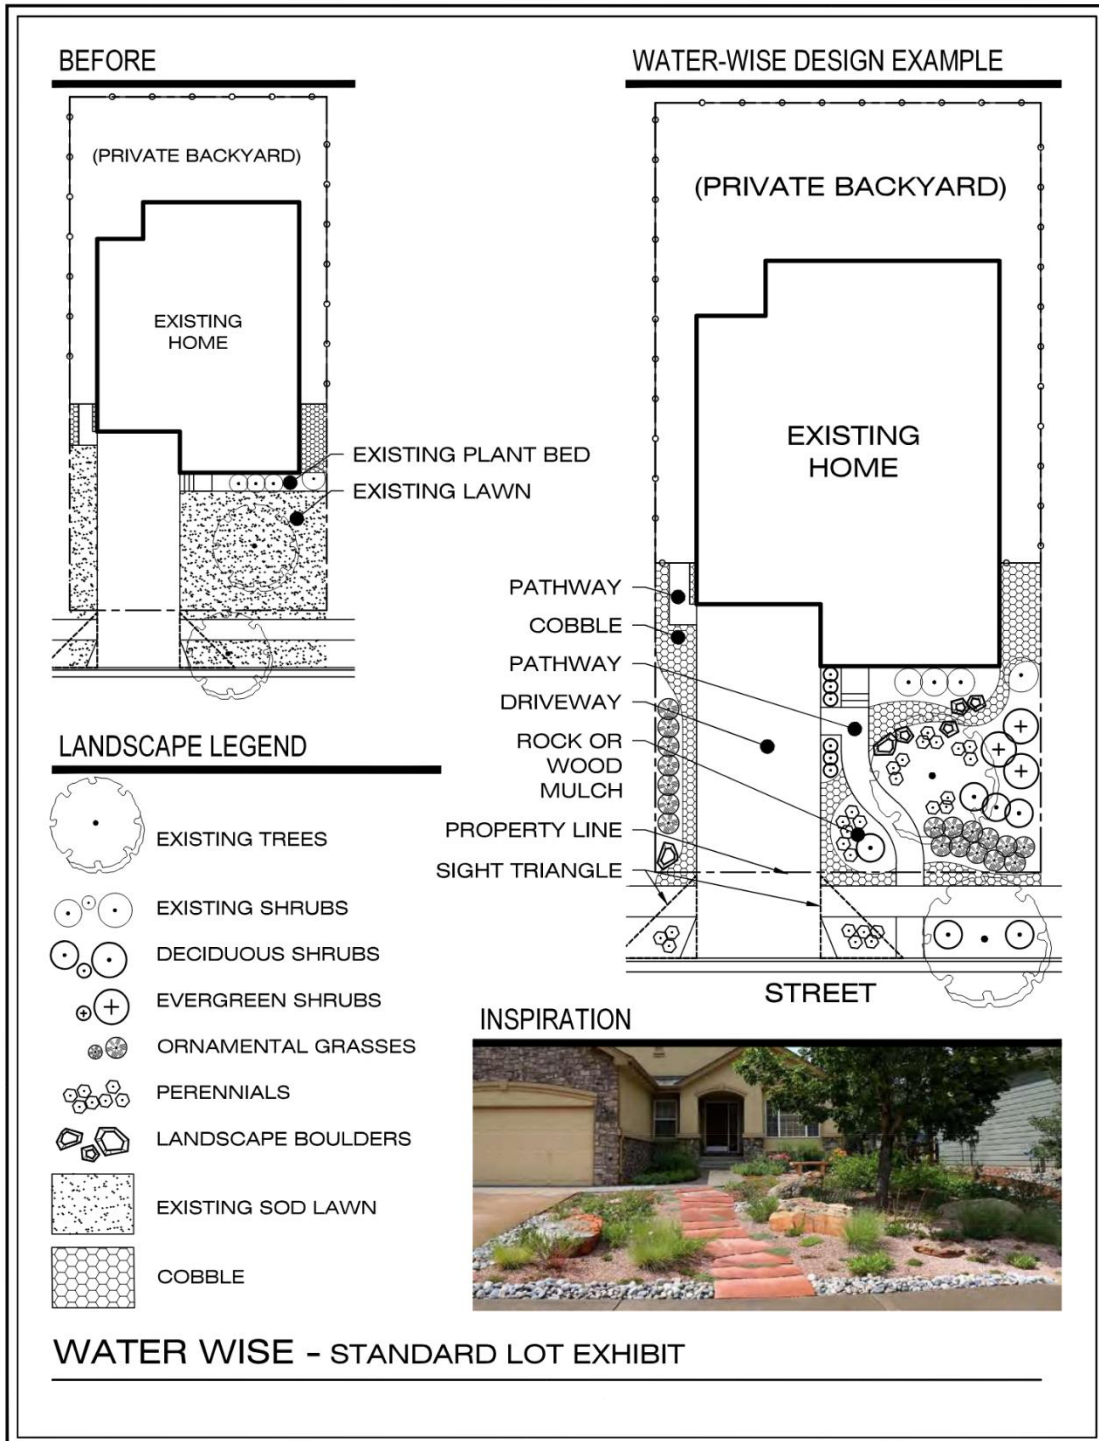 BEFORE
(PRIVATE BACKYARD)
EXISTING
HOME
EXISTING PLANT BED
EXISTING LAWN
WATER-WISE DESIGN EXAMPLE
(PRIVATE BACKYARD)
EXISTING
HOME
PATHWAY
COBBLE
PATHWAY
DRIVEWAY
ROCK OR
WOOD
MULCH
PROPERTY LINE
SIGHT TRIANGLE
STREET
LANDSCAPE LEGEND
EXISTING TREES
EXISTING SHRUBS
DECIDUOUS SHRUBS
EVERGREEN SHRUBS
ORNAMENTAL GRASSES
PERENNIALS
LANDSCAPE BOULDERS
EXISTING SOD LAWN
COBBLE
INSPIRATION
WATER WISE - STANDARD LOT EXHIBIT